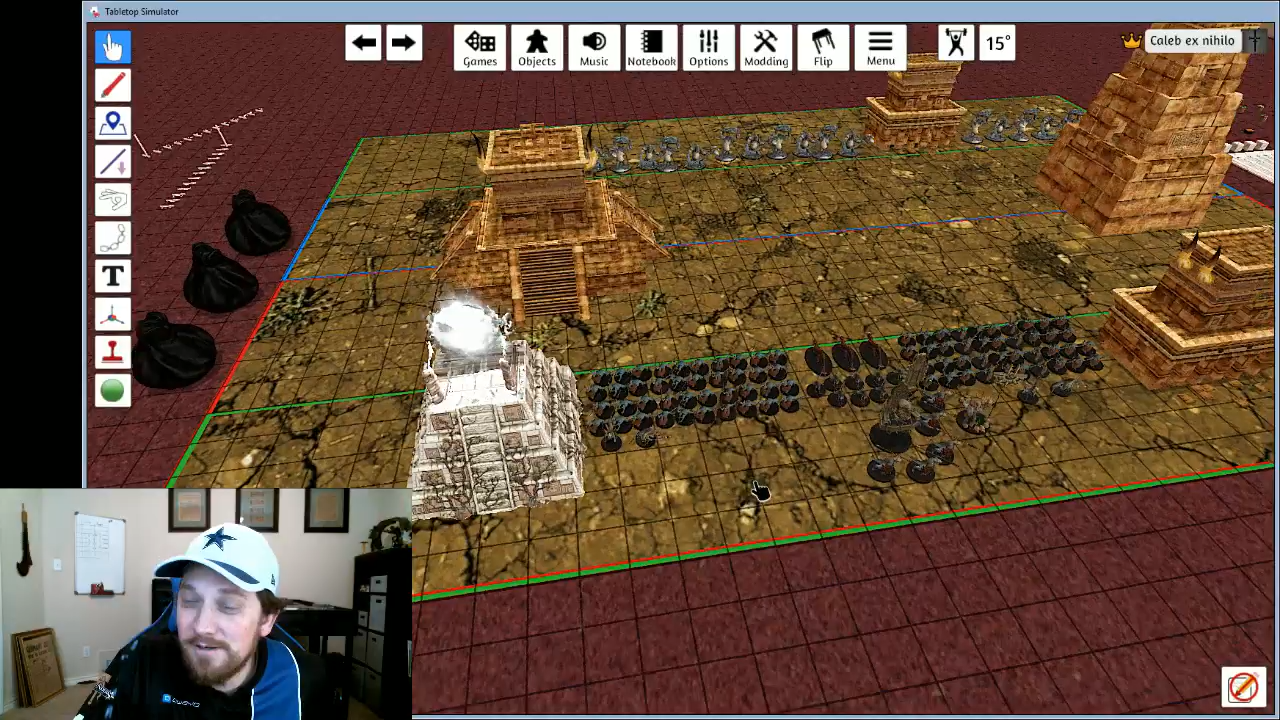 Tabletop Simulator
Games
Objects
Music
Notebook
Options
Modding
Flip
Menu
15°
Caleb ex nihilo
T